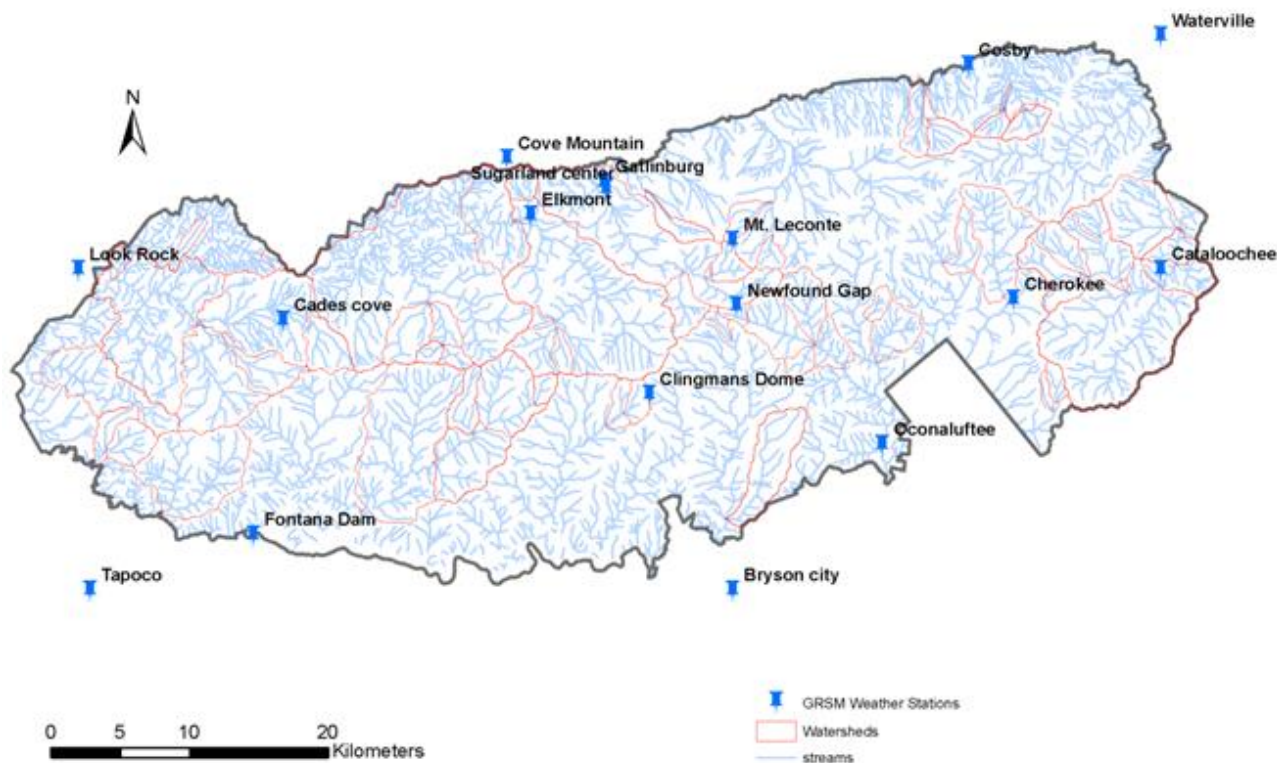 Waterville
Cosby
N
Cove Mountain
Sugarland center
Gatlinburg
Elkmont
Mt. Leconte
Look Rock
Cataloochee
Cades cove
Newfound Gap
Cherokee
Clingmans Dome
Oconaluftee
Fontana Dam
Tapoco
Bryson city
GRSM Weather Stations
Watersheds
streams
0 5 10 20
Kilometers